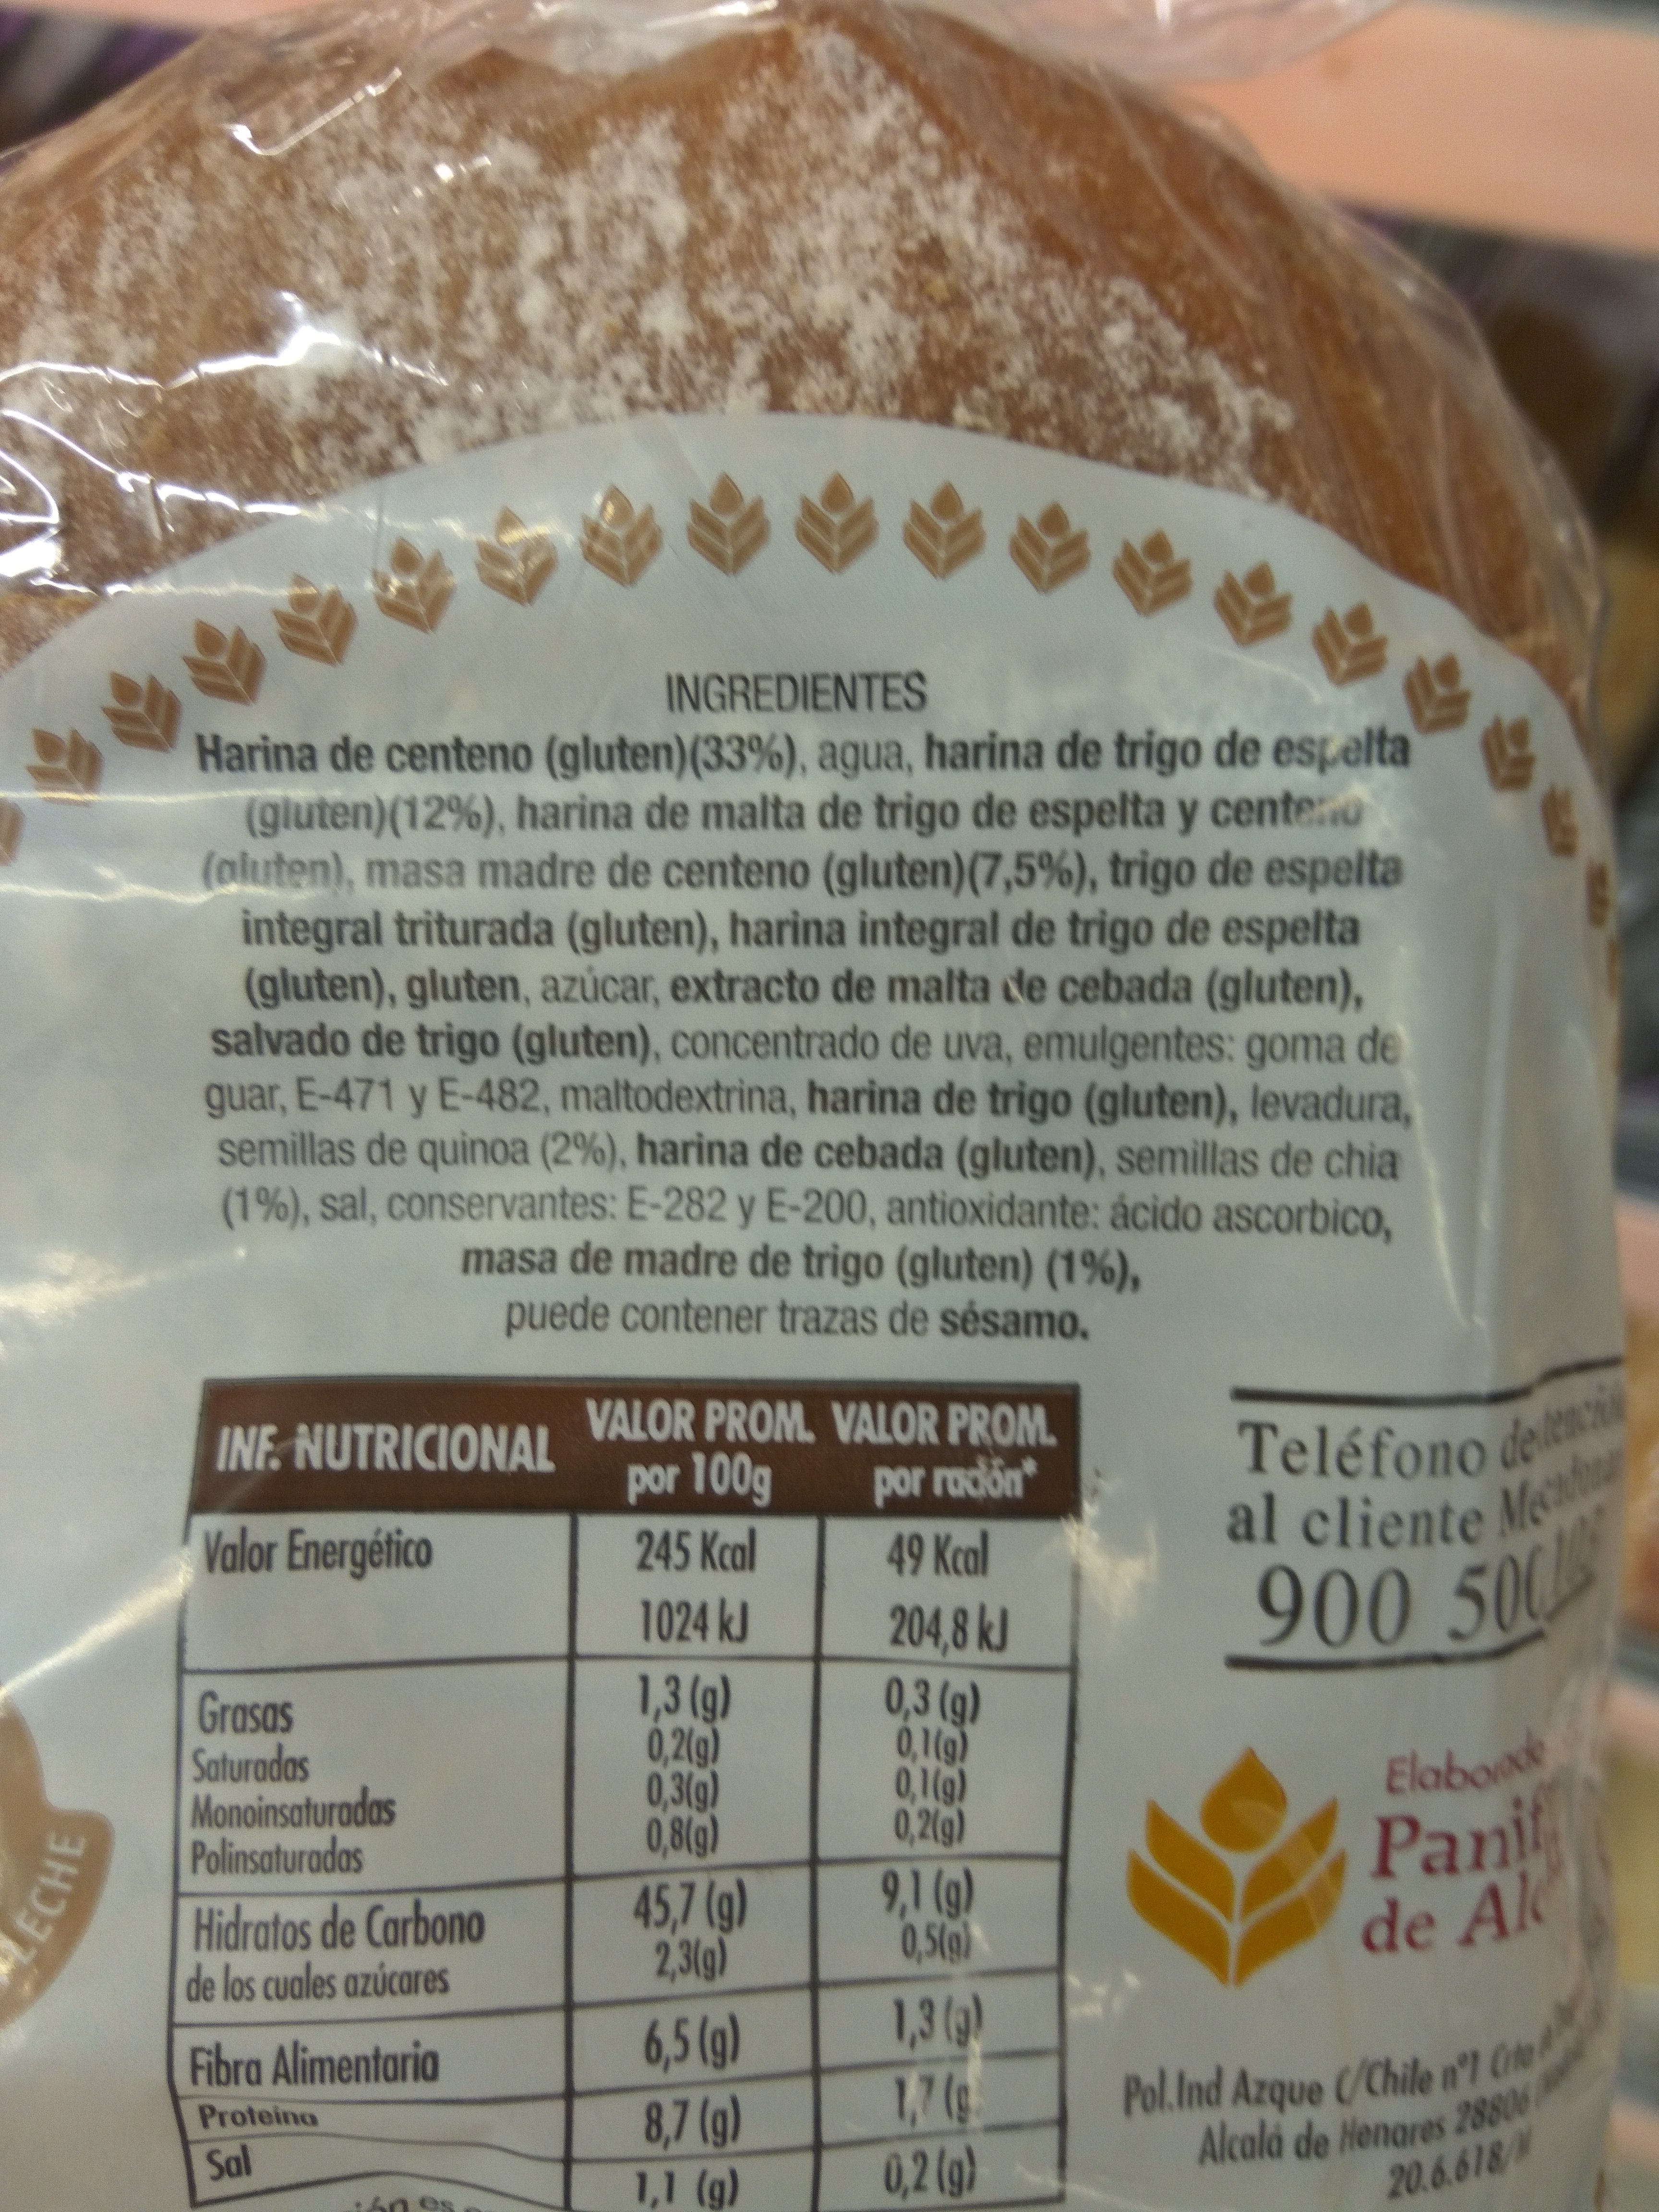 INGREDIENTES
Harina de centeno (gluten)(33%), agua, harina de trigo de espelta
(gluten)(12%), harina de malta de trigo de espelta y centeno
(gluten), masa madre de centeno (gluten)(7,5%), trigo de espelta
integral triturada (gluten), harina integral de trigo de espelta
(gluten), gluten, azúcar, extracto de malta de cebada (gluten),
salvado de trigo (gluten), concentrado de uva, emulgentes: goma de
guar, E-471 y E-482, maltodextrina, harina de trigo (gluten), levadura,
semillas de quinoa (2%), harina de cebada (gluten), semillas de chia
(1%), sal, conservantes: E-282 y E-200, antioxidante: ácido ascorbico,
masa de madre de trigo (gluten) (1%),
puede contener trazas de sésamo.
INF. NUTRICIONAL VALOR PROM. por 100g VALOR PROM. por ración*
Valor Energético 245 Kcal 49 Kcal
1024 kJ 204,8 kJ
Grasas 1,3 (g) 0,3 (g)
Saturadas 0,2(g) 0,1(g)
Monoinsaturadas 0,3(g) 0,1(g)
Polinsaturadas 0,8(g) 0,2(g)
Hidratos de Carbono 45,7 (g) 9,1 (g)
de los cuales azúcares 2,3(g) 0,5(g)
Fibra Alimentaria 6,5 (g) 1,3 (g)
Proteina 8,7 (g) 1,7 (g
Sal 1,1 (g) 0,2 (g)
es
LECHE
Teléfono de
al cliente
900 500
Elaborado
Panif
de Alc
Pol.Ind Azque C/Chile nº1
Alcalá de Henares 28806
20.6.618/